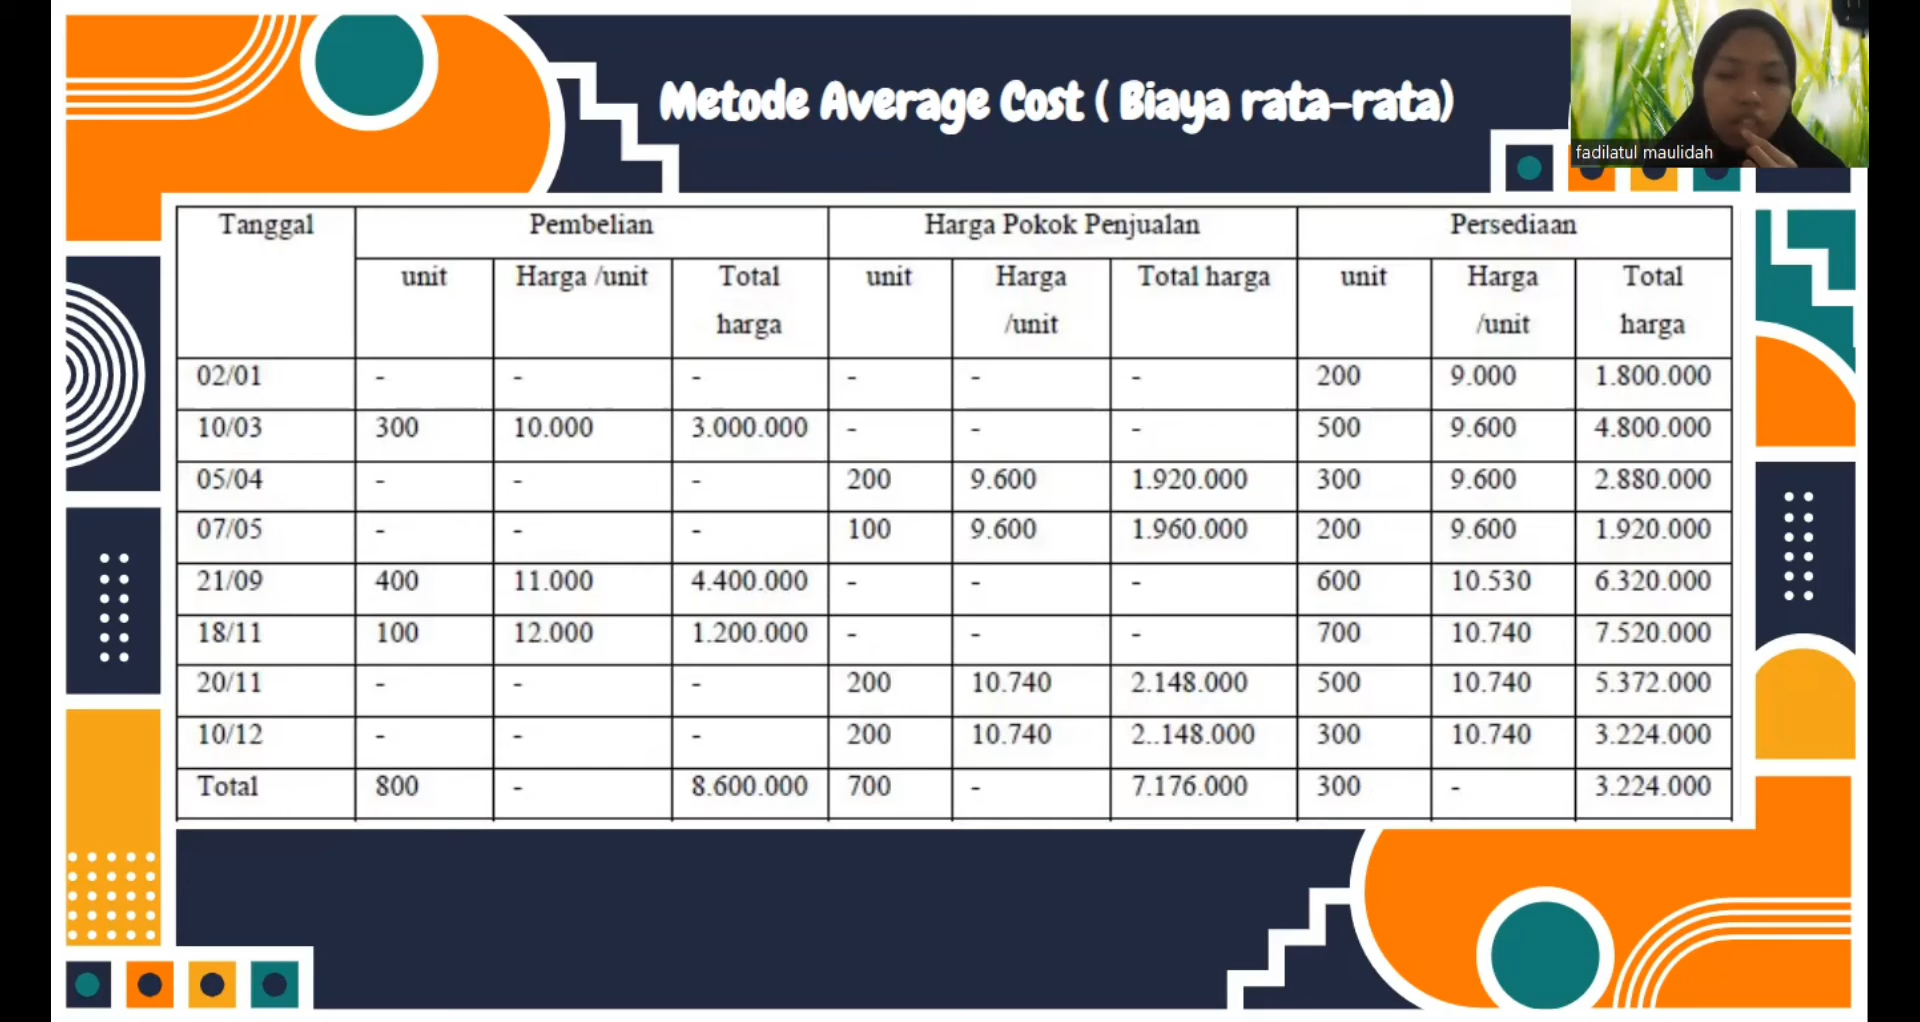 Metode Average Cost ( Biaya rata-rata)
fadilatul maulidah
Tanggal Pembelian Harga Pokok Penjualan Persediaan
unit Harga /unit Total harga unit Harga /unit Total harga unit Harga /unit Total harga
02/01 - - - - - - 200 9.000 1.800.000
10/03 300 10.000 3.000.000 - - - 500 9.600 4.800.000
05/04 - - - 200 9.600 1.920.000 300 9.600 2.880.000
07/05 - - - 100 9.600 1.960.000 200 9.600 1.920.000
21/09 400 11.000 4.400.000 - - - 600 10.530 6.320.000
18/11 100 12.000 1.200.000 - - - 700 10.740 7.520.000
20/11 - - - 200 10.740 2.148.000 500 10.740 5.372.000
10/12 - - - 200 10.740 2..148.000 300 10.740 3.224.000
Total 800 - 8.600.000 700 - 7.176.000 300 - 3.224.000